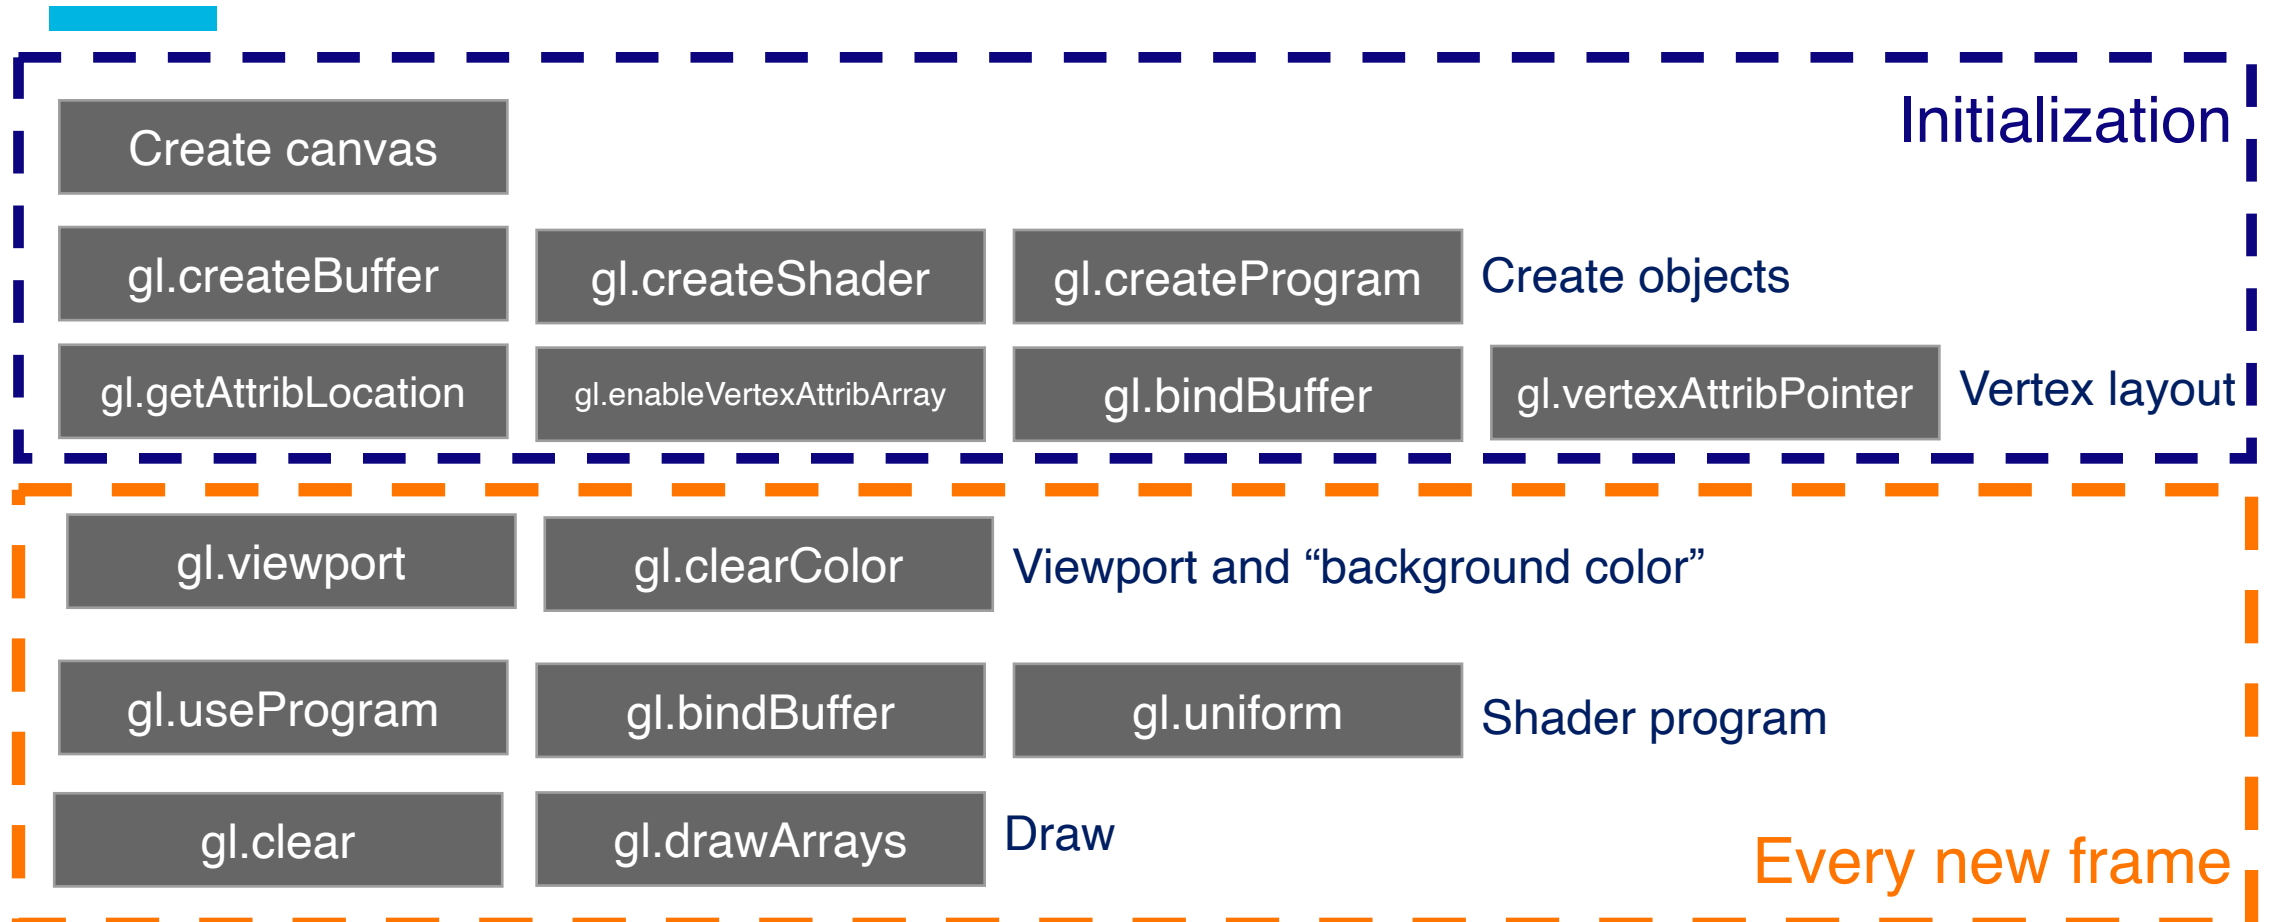 Initialization
Create canvas
gl.createBuffer
gl.createShader
gl.createProgram
Create objects
gl.getAttribLocation
gl.enableVertexAttribArray
gl.bindBuffer
gl.vertexAttribPointer
Vertex layout
gl.viewport
gl.clearColor
Viewport and “background color”
gl.useProgram
gl.bindBuffer
gl.uniform
Shader program
gl.clear
gl.drawArrays
Draw
Every new frame